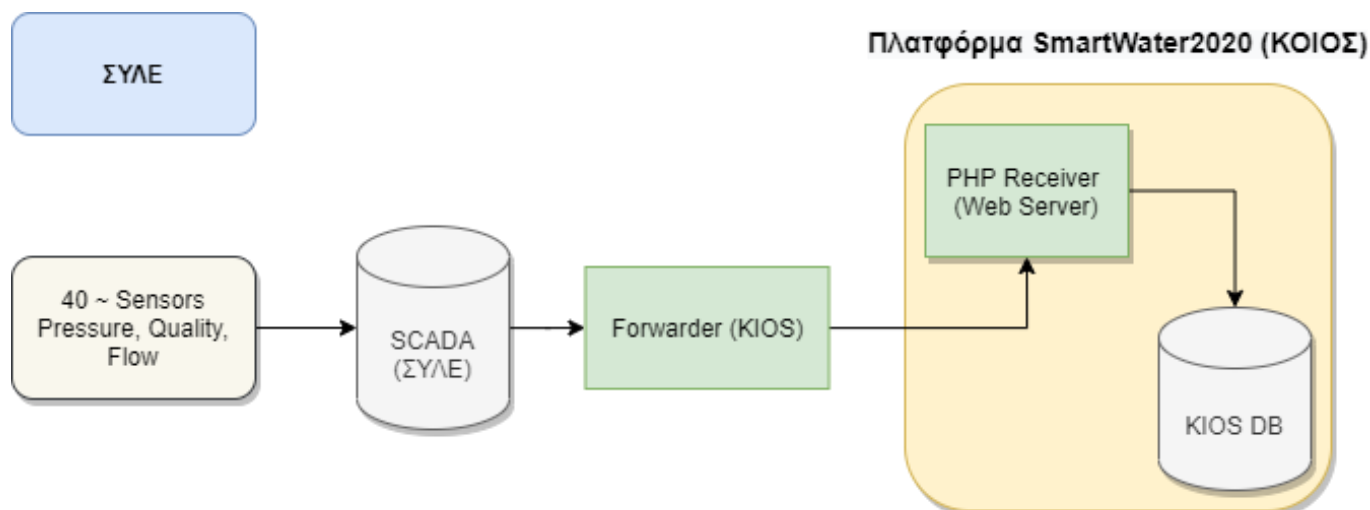 Πλατφόρμα SmartWater2020 (ΚΟΙΟΣ)
ΣΥΛΕ
PHP Receiver
(Web Server)
40 ~ Sensors
Pressure, Quality,
Flow
SCADA
(ΣΥΛΕ)
Forwarder (KIOS)
KIOS DB